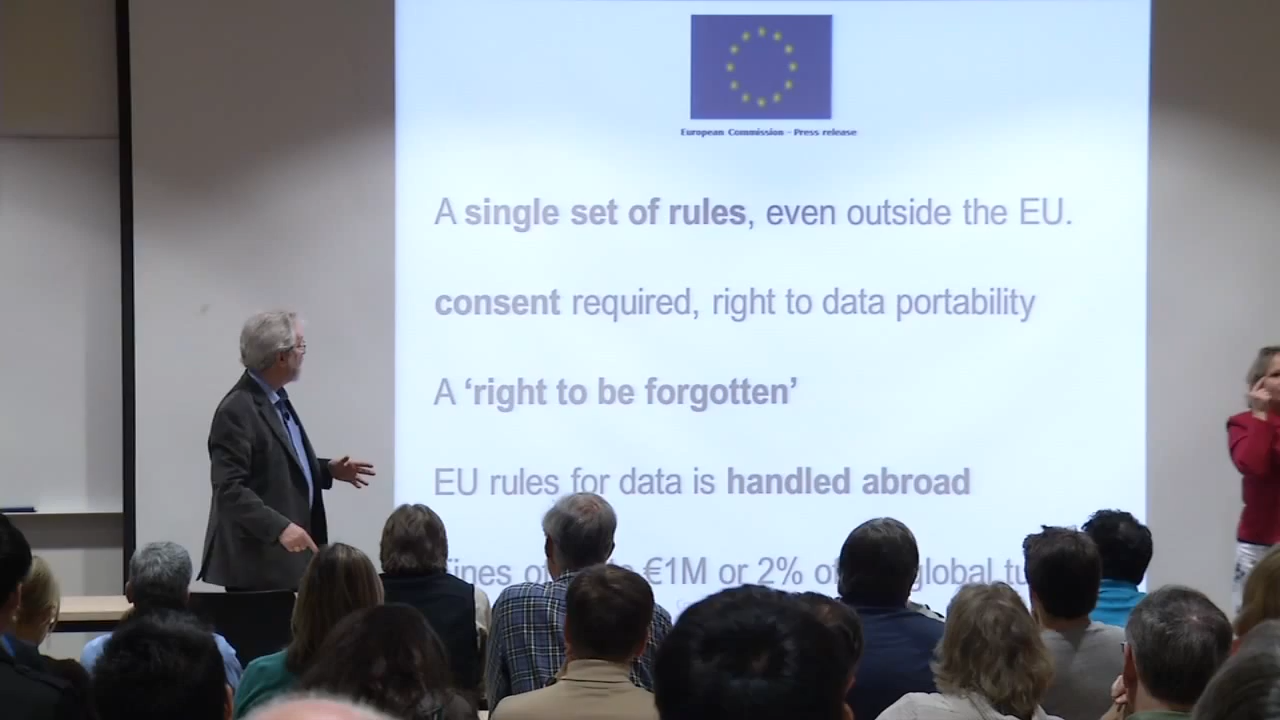 European Commission - Press release
A single set of rules, even outside the EU.
consent required, right to data portability
A ‘right to be forgotten’
EU rules for data is handled abroad
€1M or 2% global